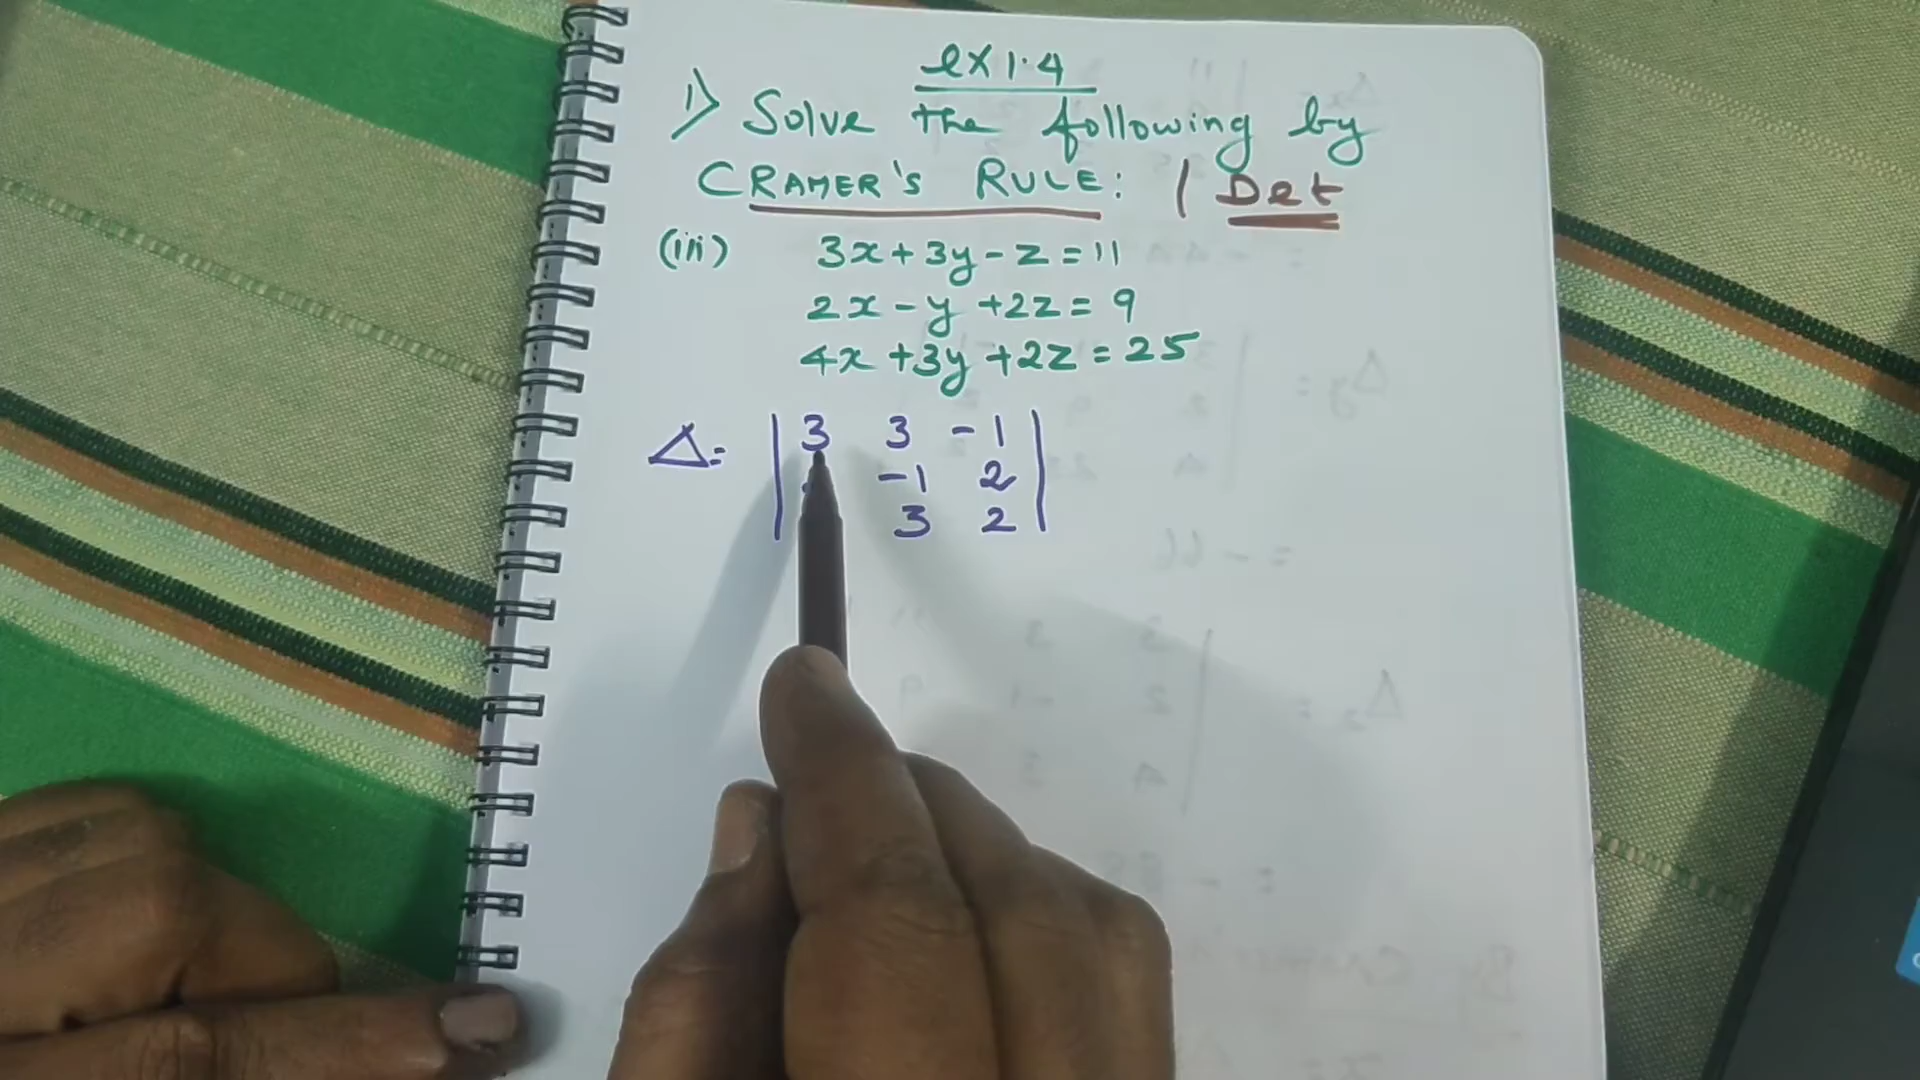 ex 1.4
1) Solve the following by
CRAMER'S RULE: | Det
(iii) 3x+3y-z=11
2x-y+2z=9
4x+3y+2z=25
Δ= | 3 3 -1 |
-1 2
3 2